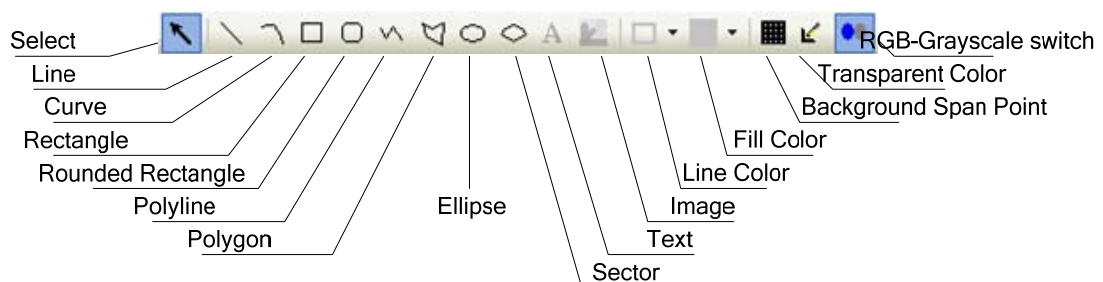 Select
RGB-Grayscale switch
Line
Transparent Color
Curve
Background Span Point
Rectangle
Fill Color
Rounded Rectangle
Line Color
Polyline
Ellipse
Image
Polygon
Text
Sector
A